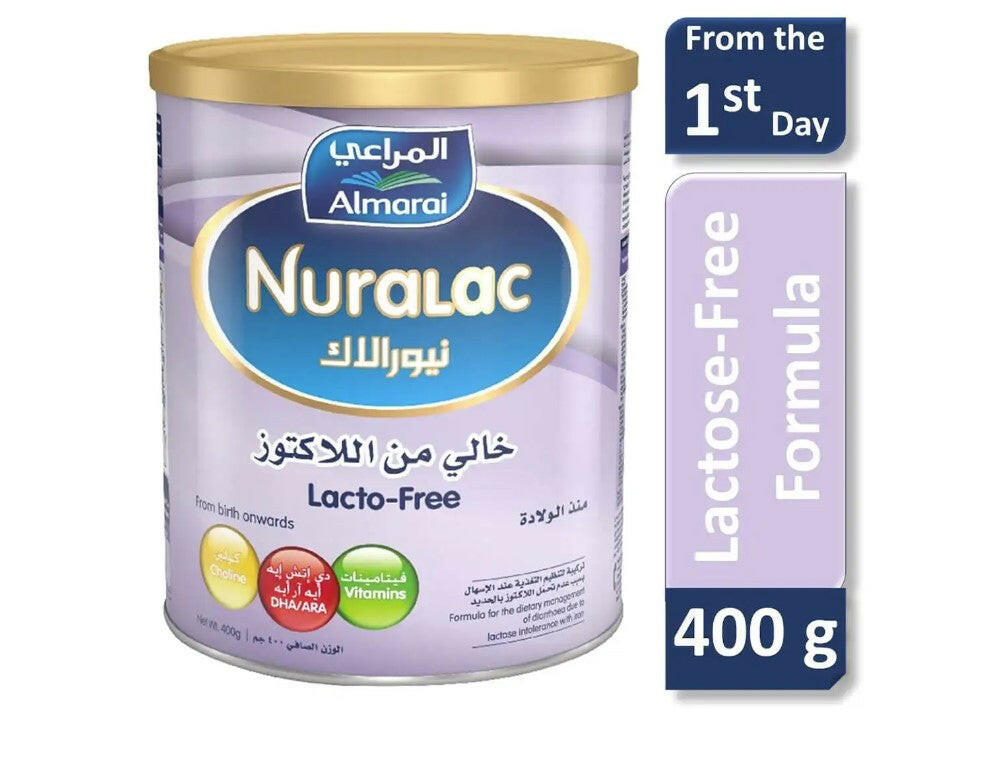 المراعي
Almarai
Nuralac
نيورالاك
خالي من اللاكتوز
Lacto-Free
From birth onwards
منذ الولادة
كولين
Choline
دي إتش إيه
أيه آر أيه
DHA/ARA
فيتامينات
Vitamins
تركيبة لتنظيم التغذية عند الإسهال
بسبب عدم تحمل اللاكتوز بالحديد
Formula for the dietary management
of diarrhoea due to
lactose intolerance with iron
Net Wt. 400g | الوزن الصافي ٤٠٠ جم
From the
1st Day
Lactose-Free
Formula
400 g